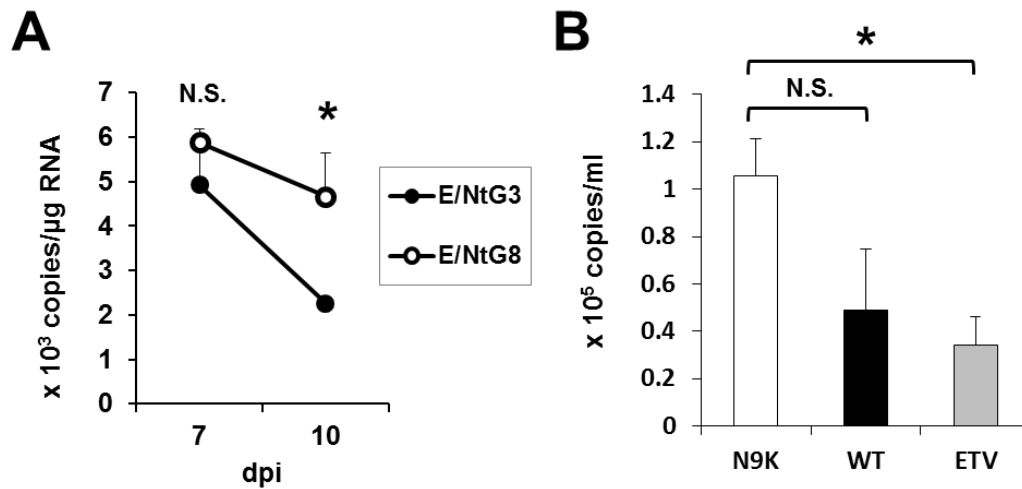 A
x 10³ copies/µg RNA
7
6
5
4
3
2
1
0
N.S.
*
7 10
dpi
E/NtG3
E/NtG8
B
x 10⁵ copies/ml
*
N.S.
1.4
1.2
1
0.8
0.6
0.4
0.2
0
N9K WT ETV